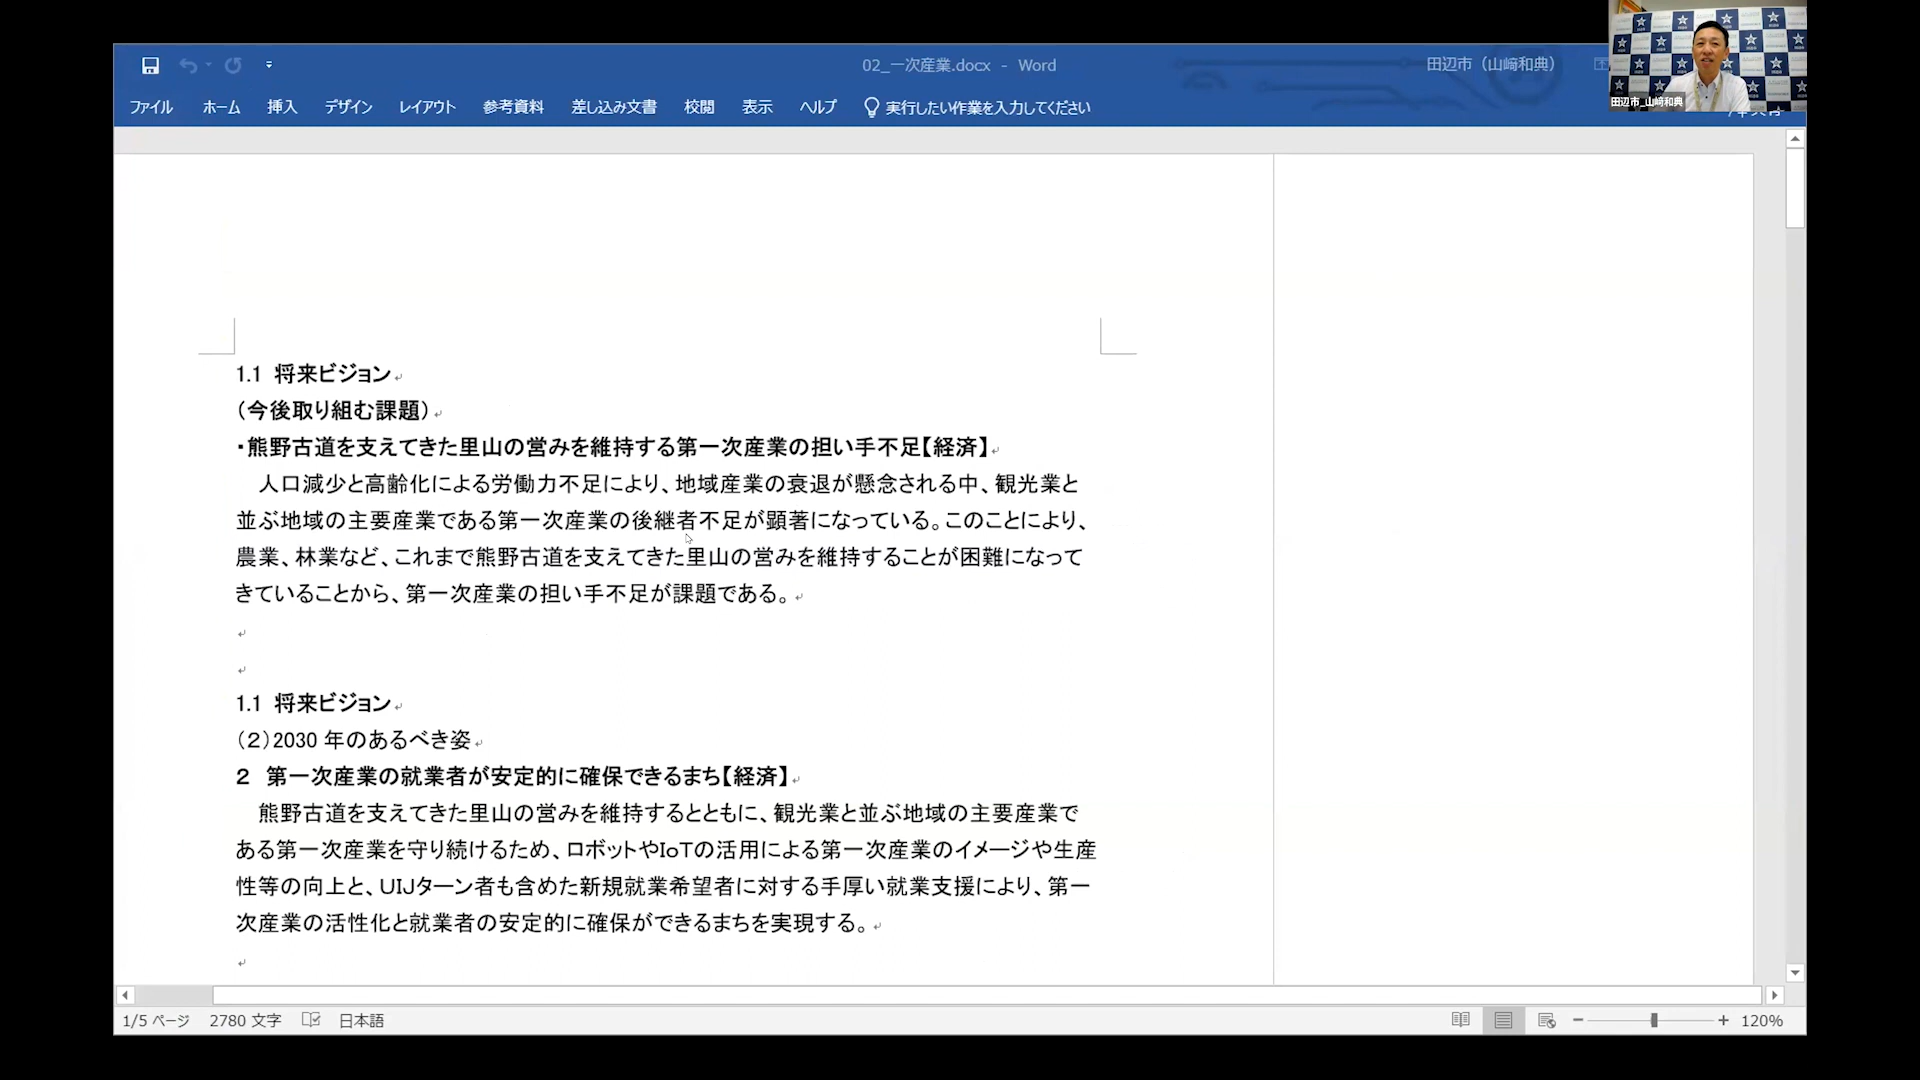 02_一次産業.docx - Word
田辺市（山﨑和典）
田辺市_山﨑和典
ファイル ホーム 挿入 デザイン レイアウト 参考資料 差し込み文書 校閲 表示 ヘルプ 実行したい作業を入力してください
1.1 将来ビジョン
（今後取り組む課題）
・熊野古道を支えてきた里山の営みを維持する第一次産業の担い手不足【経済】
人口減少と高齢化による労働力不足により、地域産業の衰退が懸念される中、観光業と
並ぶ地域の主要産業である第一次産業の後継者不足が顕著になっている。このことにより、
農業、林業など、これまで熊野古道を支えてきた里山の営みを維持することが困難になって
きていることから、第一次産業の担い手不足が課題である。
1.1 将来ビジョン
（２）2030 年のあるべき姿
２ 第一次産業の就業者が安定的に確保できるまち【経済】
熊野古道を支えてきた里山の営みを維持するとともに、観光業と並ぶ地域の主要産業で
ある第一次産業を守り続けるため、ロボットやIoTの活用による第一次産業のイメージや生産
性等の向上と、UIJターン者も含めた新規就業希望者に対する手厚い就業支援により、第一
次産業の活性化と就業者の安定的に確保ができるまちを実現する。
1/5 ページ 2780 文字 日本語 120%